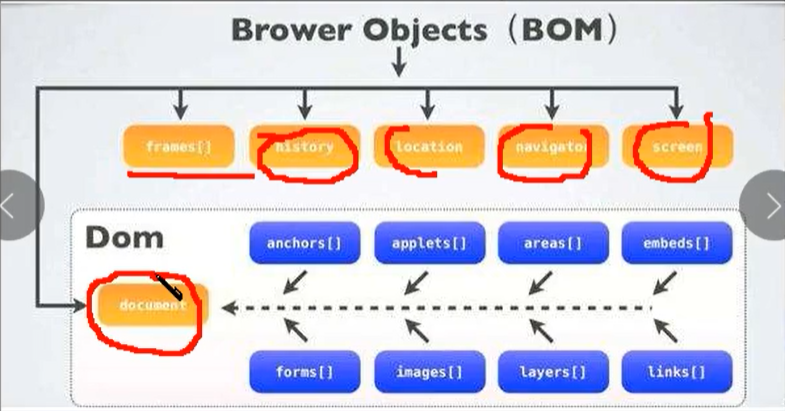 Brower Objects（BOM）
frames[] history location navigator screen
Dom
anchors[] applets[] areas[] embeds[]
document
forms[] images[] layers[] links[]